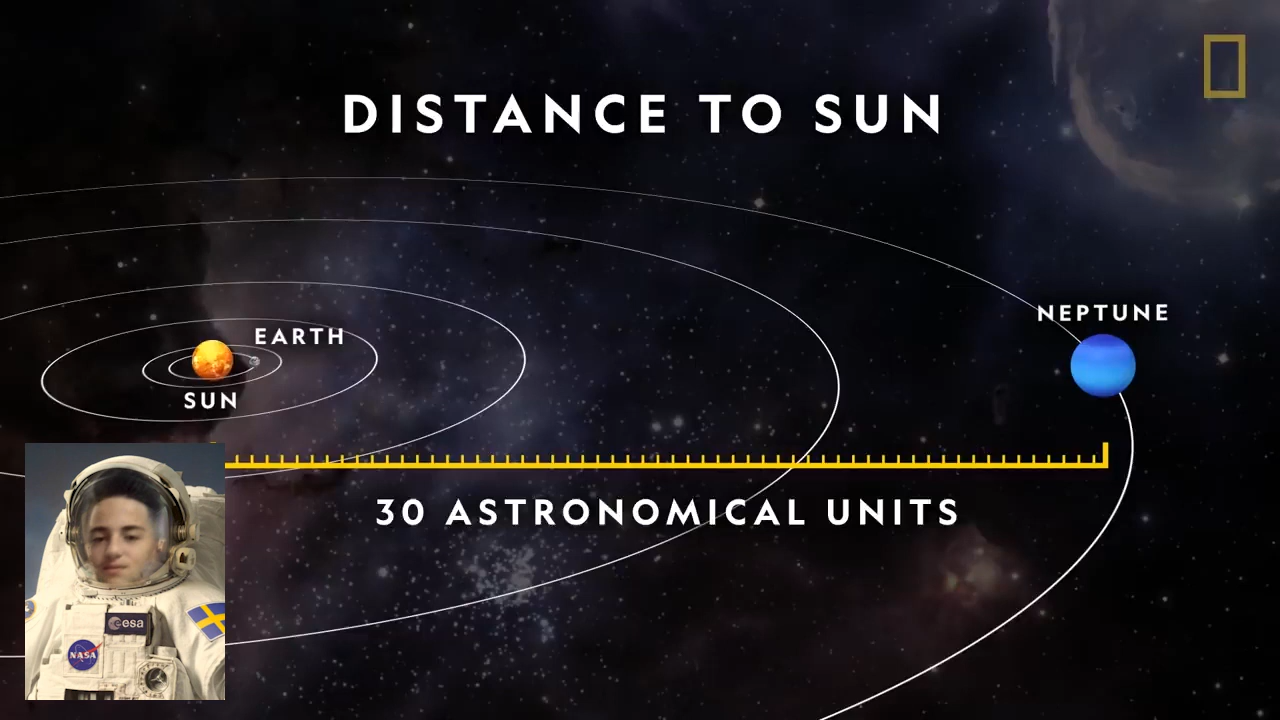 DISTANCE TO SUN
NEPTUNE
EARTH
SUN
30 ASTRONOMICAL UNITS
esa
NASA